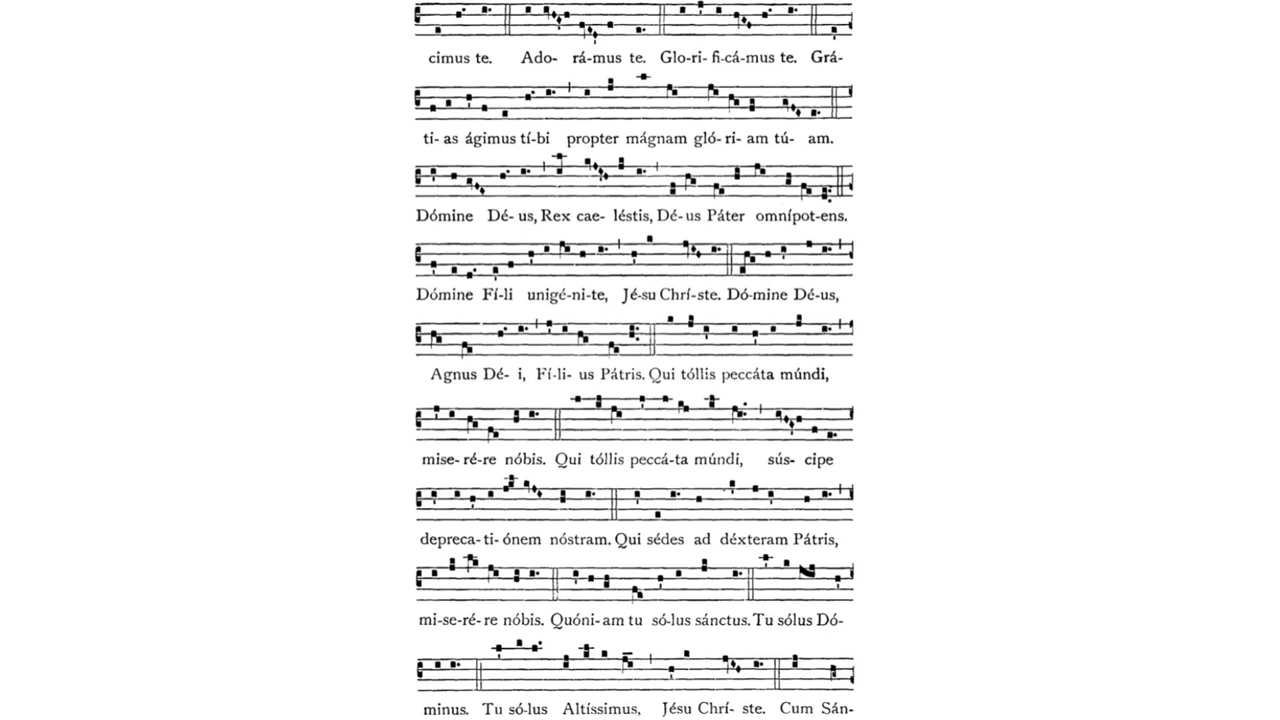 cimus te. Ado- rá-mus te. Glo-ri- fi-cá-mus te. Grá-
ti- as ágimus tí-bi propter mágnam gló- ri- am tú- am.
Dómine Dé- us, Rex cae- léstis, Dé- us Páter omnípot-ens.
Dómine Fí-li unigé-ni-te, Jé-su Chrí-ste. Dó-mine Dé-us,
Agnus Dé- i, Fí-li- us Pátris. Qui tóllis peccáta múndi,
mise- ré-re nóbis. Qui tóllis peccá-ta múndi, sús- cipe
depreca- ti- ónem nóstram. Qui sédes ad déxteram Pátris,
mi-se-ré- re nóbis. Quóni- am tu só-lus sánctus. Tu sólus Dó-
minus. Tu só-lus Altíssimus, Jésu Chrí- ste. Cum Sán-